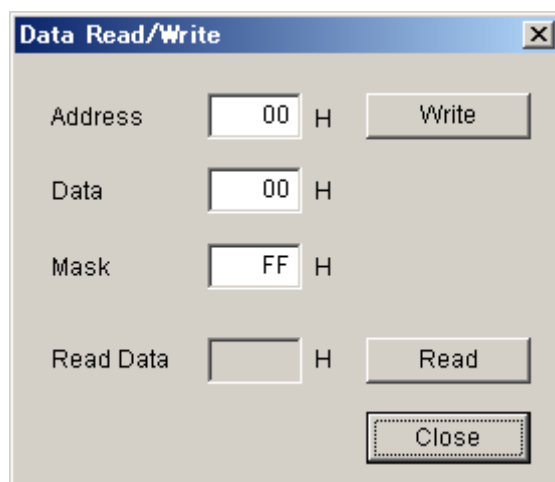 Data Read/Write
Address 00 H Write
Data 00 H
Mask FF H
Read Data H Read
Close